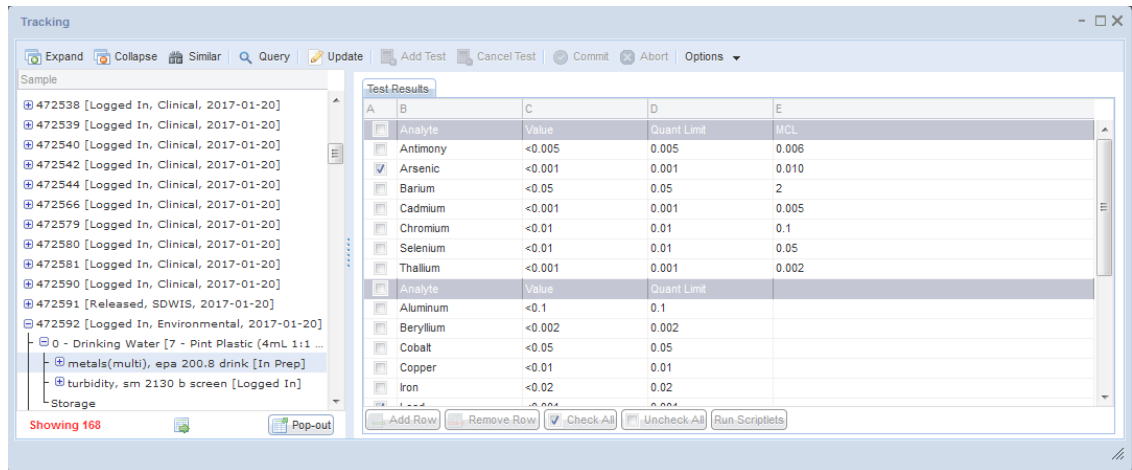 Tracking
Expand Collapse Similar Query Update Add Test Cancel Test Commit Abort Options
Sample
472538 [Logged In, Clinical, 2017-01-20]
472539 [Logged In, Clinical, 2017-01-20]
472540 [Logged In, Clinical, 2017-01-20]
472542 [Logged In, Clinical, 2017-01-20]
472544 [Logged In, Clinical, 2017-01-20]
472566 [Logged In, Clinical, 2017-01-20]
472579 [Logged In, Clinical, 2017-01-20]
472580 [Logged In, Clinical, 2017-01-20]
472581 [Logged In, Clinical, 2017-01-20]
472590 [Logged In, Clinical, 2017-01-20]
472591 [Released, SDWIS, 2017-01-20]
472592 [Logged In, Environmental, 2017-01-20]
0 - Drinking Water [7 - Pint Plastic (4mL 1:1 ...
metals(multi), epa 200.8 drink [In Prep]
turbidity, sm 2130 b screen [Logged In]
Storage
Showing 168 Pop-out
Test Results
A B C D E
Analyte Value Quant Limit MCL
Antimony <0.005 0.005 0.006
Arsenic <0.001 0.001 0.010
Barium <0.05 0.05 2
Cadmium <0.001 0.001 0.005
Chromium <0.01 0.01 0.1
Selenium <0.01 0.01 0.05
Thallium <0.001 0.001 0.002
Analyte Value Quant Limit
Aluminum <0.1 0.1
Beryllium <0.002 0.002
Cobalt <0.05 0.05
Copper <0.01 0.01
Iron <0.02 0.02
Lead <0.001 0.001
Add Row Remove Row Check All Uncheck All Run Scriptlets